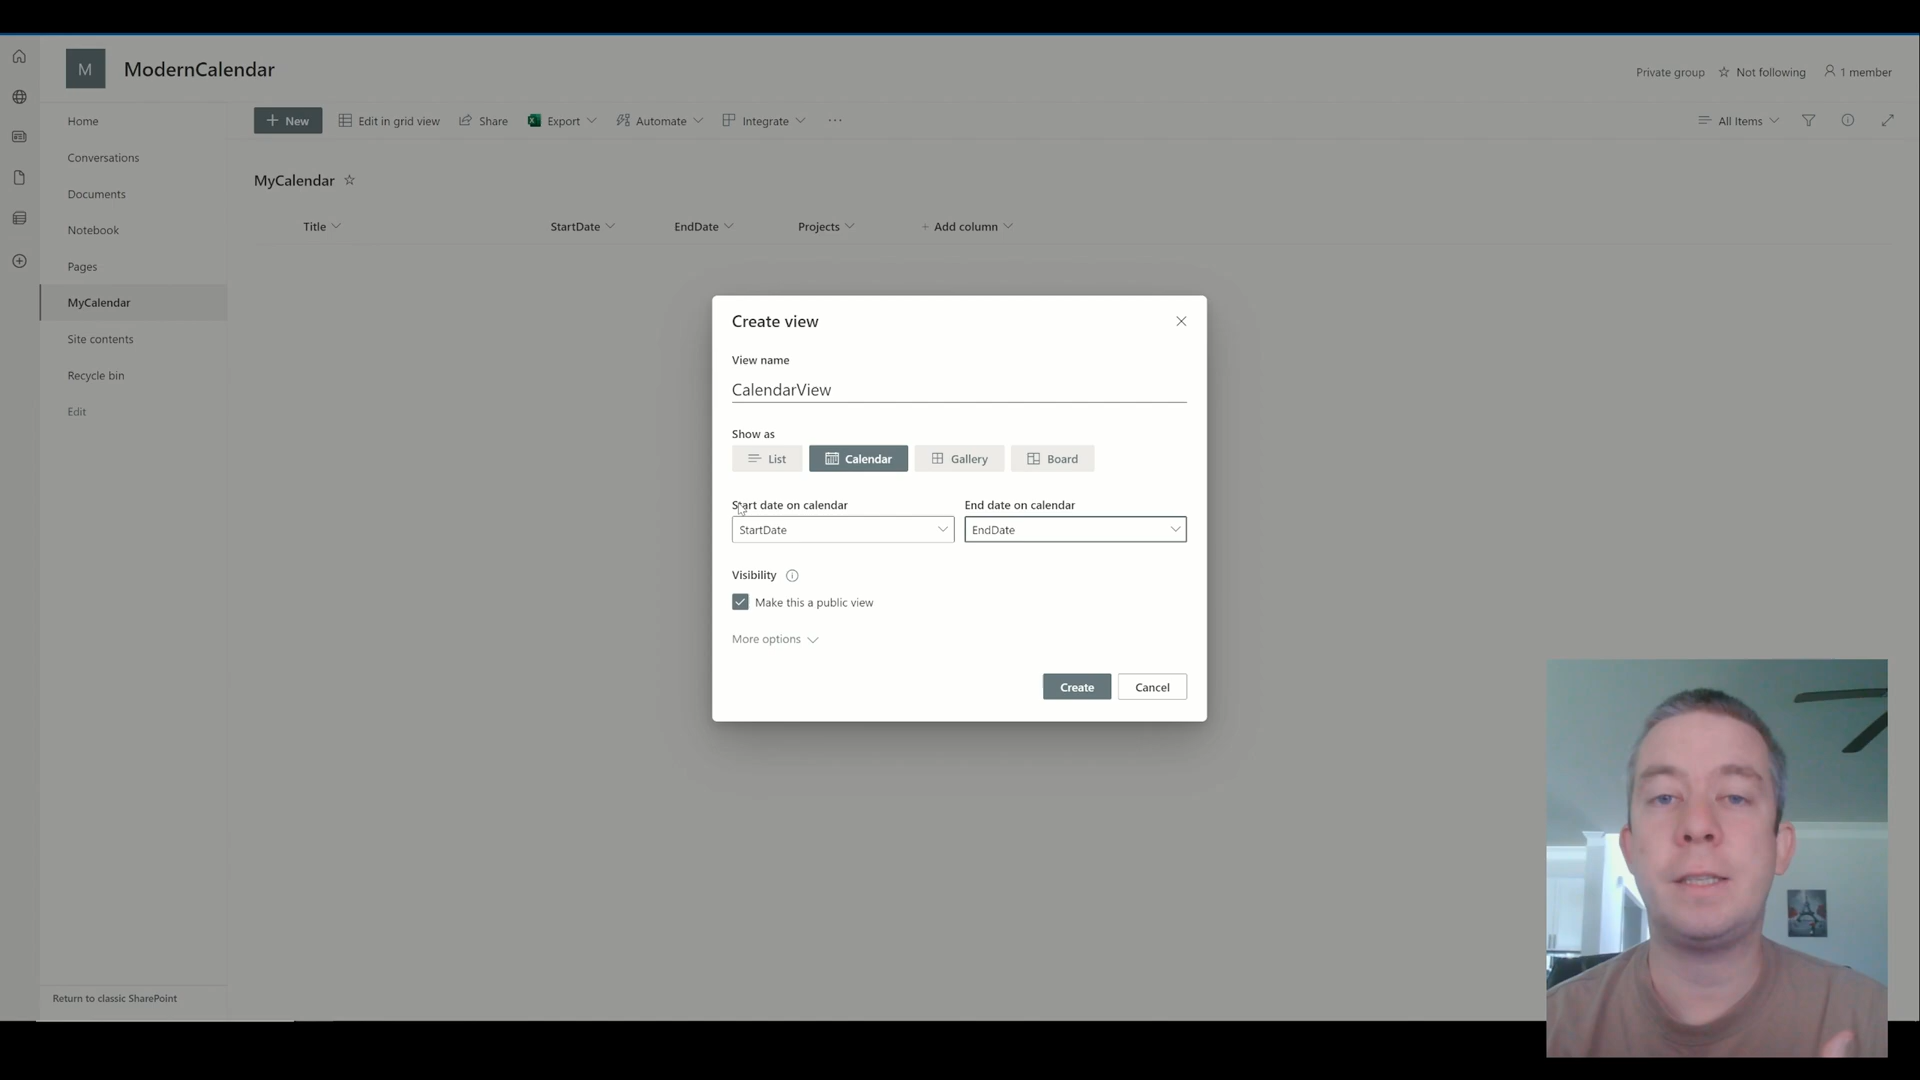 M
ModernCalendar
Private group
Not following
1 member
Home
Conversations
Documents
Notebook
Pages
MyCalendar
Site contents
Recycle bin
Edit
+ New
Edit in grid view
Share
Export
Automate
Integrate
...
All Items
MyCalendar
Title
StartDate
EndDate
Projects
+ Add column
Create view
View name
CalendarView
Show as
List
Calendar
Gallery
Board
Start date on calendar
End date on calendar
StartDate
EndDate
Visibility
Make this a public view
More options
Create
Cancel
Return to classic SharePoint